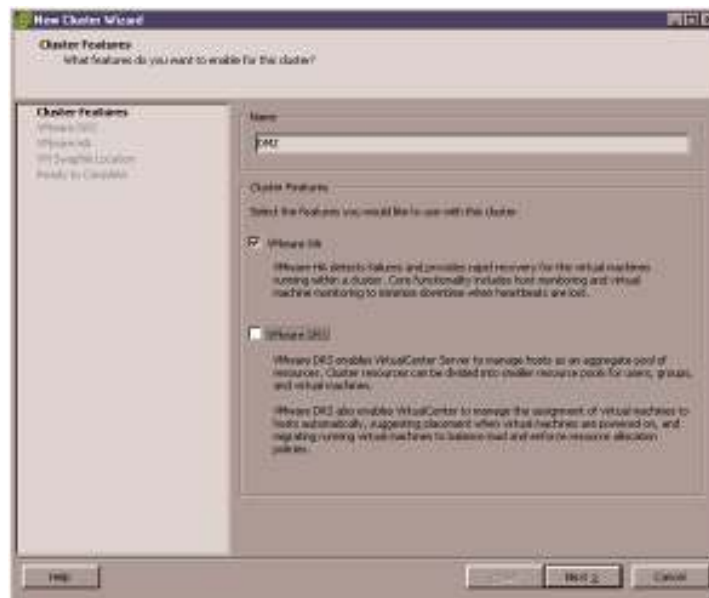 New Cluster Wizard
Cluster Features
What features do you want to enable for this cluster?
Cluster Features
VMware DRS
VMware HA
VM Swapfile Location
Ready to Complete
Name
DMZ
Cluster Features
Select the features you would like to use with this cluster
VMware HA
VMware HA detects failures and provides rapid recovery for the virtual machines
running within a cluster. Core functionality includes host monitoring and virtual
machine monitoring to minimize downtime when heartbeats are lost.
VMware DRS
VMware DRS enables VirtualCenter Server to manage hosts as an aggregate pool of
resources. Cluster resources can be divided into smaller resource pools for users, groups,
and virtual machines.
VMware DRS also enables VirtualCenter to manage the assignment of virtual machines to
hosts automatically, suggesting placement when virtual machines are powered on, and
migrating running virtual machines to balance load and enforce resource allocation
policies.
Help
Next >
Cancel